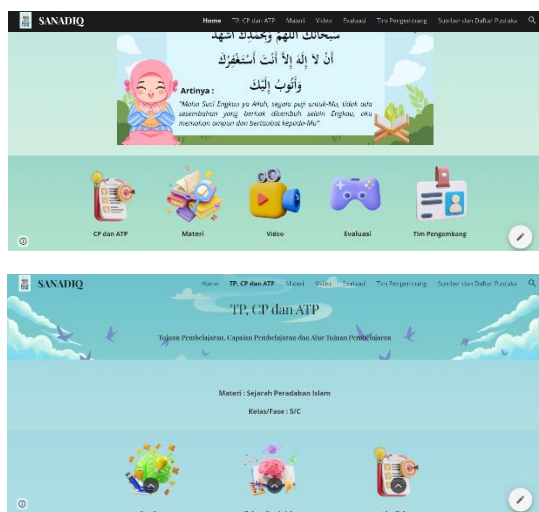 SANADIQ
Home TP, CP dan ATP Materi Video Evaluasi Tim Pengembang Sumber dan Daftar Pustaka
سُبْحَانَكَ اللَّهُمَّ وَبِحَمْدِكَ أَشْهَدُ
أَنْ لاَ إِلَهَ إِلاَّ أَنْتَ أَسْتَغْفِرُكَ
وَأَتُوبُ إِلَيْكَ
Artinya :
"Maha Suci Engkau ya Allah, segala puji untuk-Mu, tidak ada
sesembahan yang berhak disembah selain Engkau, aku
memohon ampun dan bertaubat kepada-Mu"
CP dan ATP Materi Video Evaluasi Tim Pengembang
SANADIQ
Home TP, CP dan ATP Materi Video Evaluasi Tim Pengembang Sumber dan Daftar Pustaka
TP, CP dan ATP
Tujuan Pembelajaran, Capaian Pembelajaran dan Alur Tujuan Pembelajaran
Materi : Sejarah Peradaban Islam
Kelas/Fase : 5/C